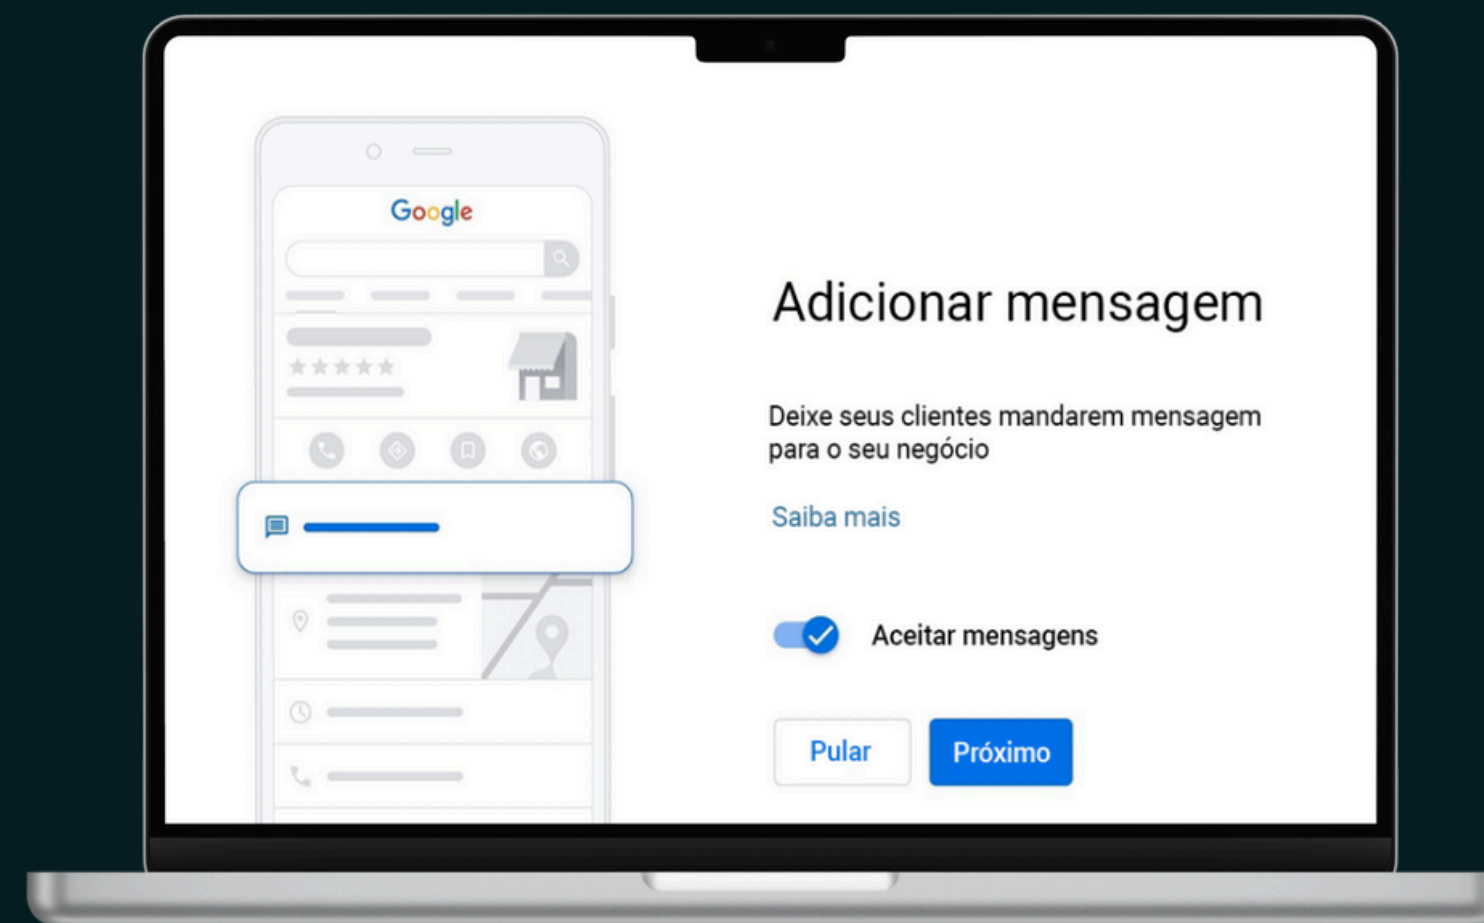 Google
Adicionar mensagem
Deixe seus clientes mandarem mensagem
para o seu negócio
Saiba mais
Aceitar mensagens
Pular
Próximo